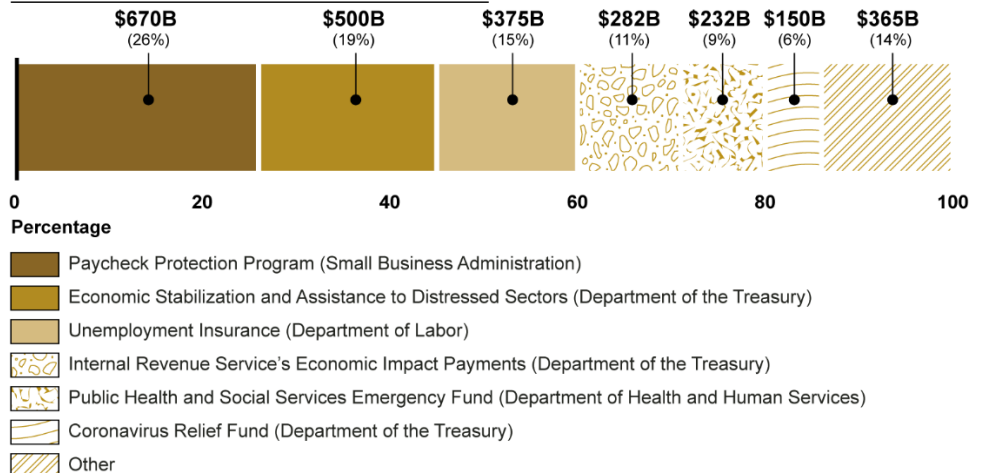 $670B $500B $375B $282B $232B $150B $365B
(26%) (19%) (15%) (11%) (9%) (6%) (14%)
0 20 40 60 80 100
Percentage
Paycheck Protection Program (Small Business Administration)
Economic Stabilization and Assistance to Distressed Sectors (Department of the Treasury)
Unemployment Insurance (Department of Labor)
Internal Revenue Service's Economic Impact Payments (Department of the Treasury)
Public Health and Social Services Emergency Fund (Department of Health and Human Services)
Coronavirus Relief Fund (Department of the Treasury)
Other